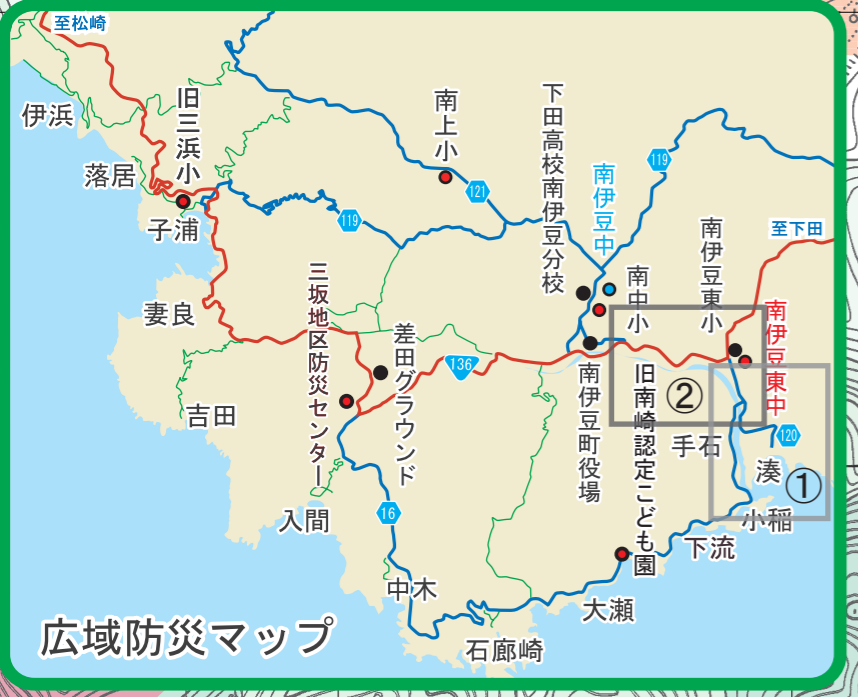 至松崎
伊浜
旧三浜小
落居
子浦
妻良
吉田
南上小
121
119
下田高校南伊豆分校
南伊豆中
119
南中小
南伊豆東小
至下田
南伊豆東中
三坂地区防災センター
差田グラウンド
136
南伊豆町役場
旧南崎認定こども園
②
手石
120
湊
①
小稲
下流
大瀬
入間
16
中木
石廊崎
広域防災マップ